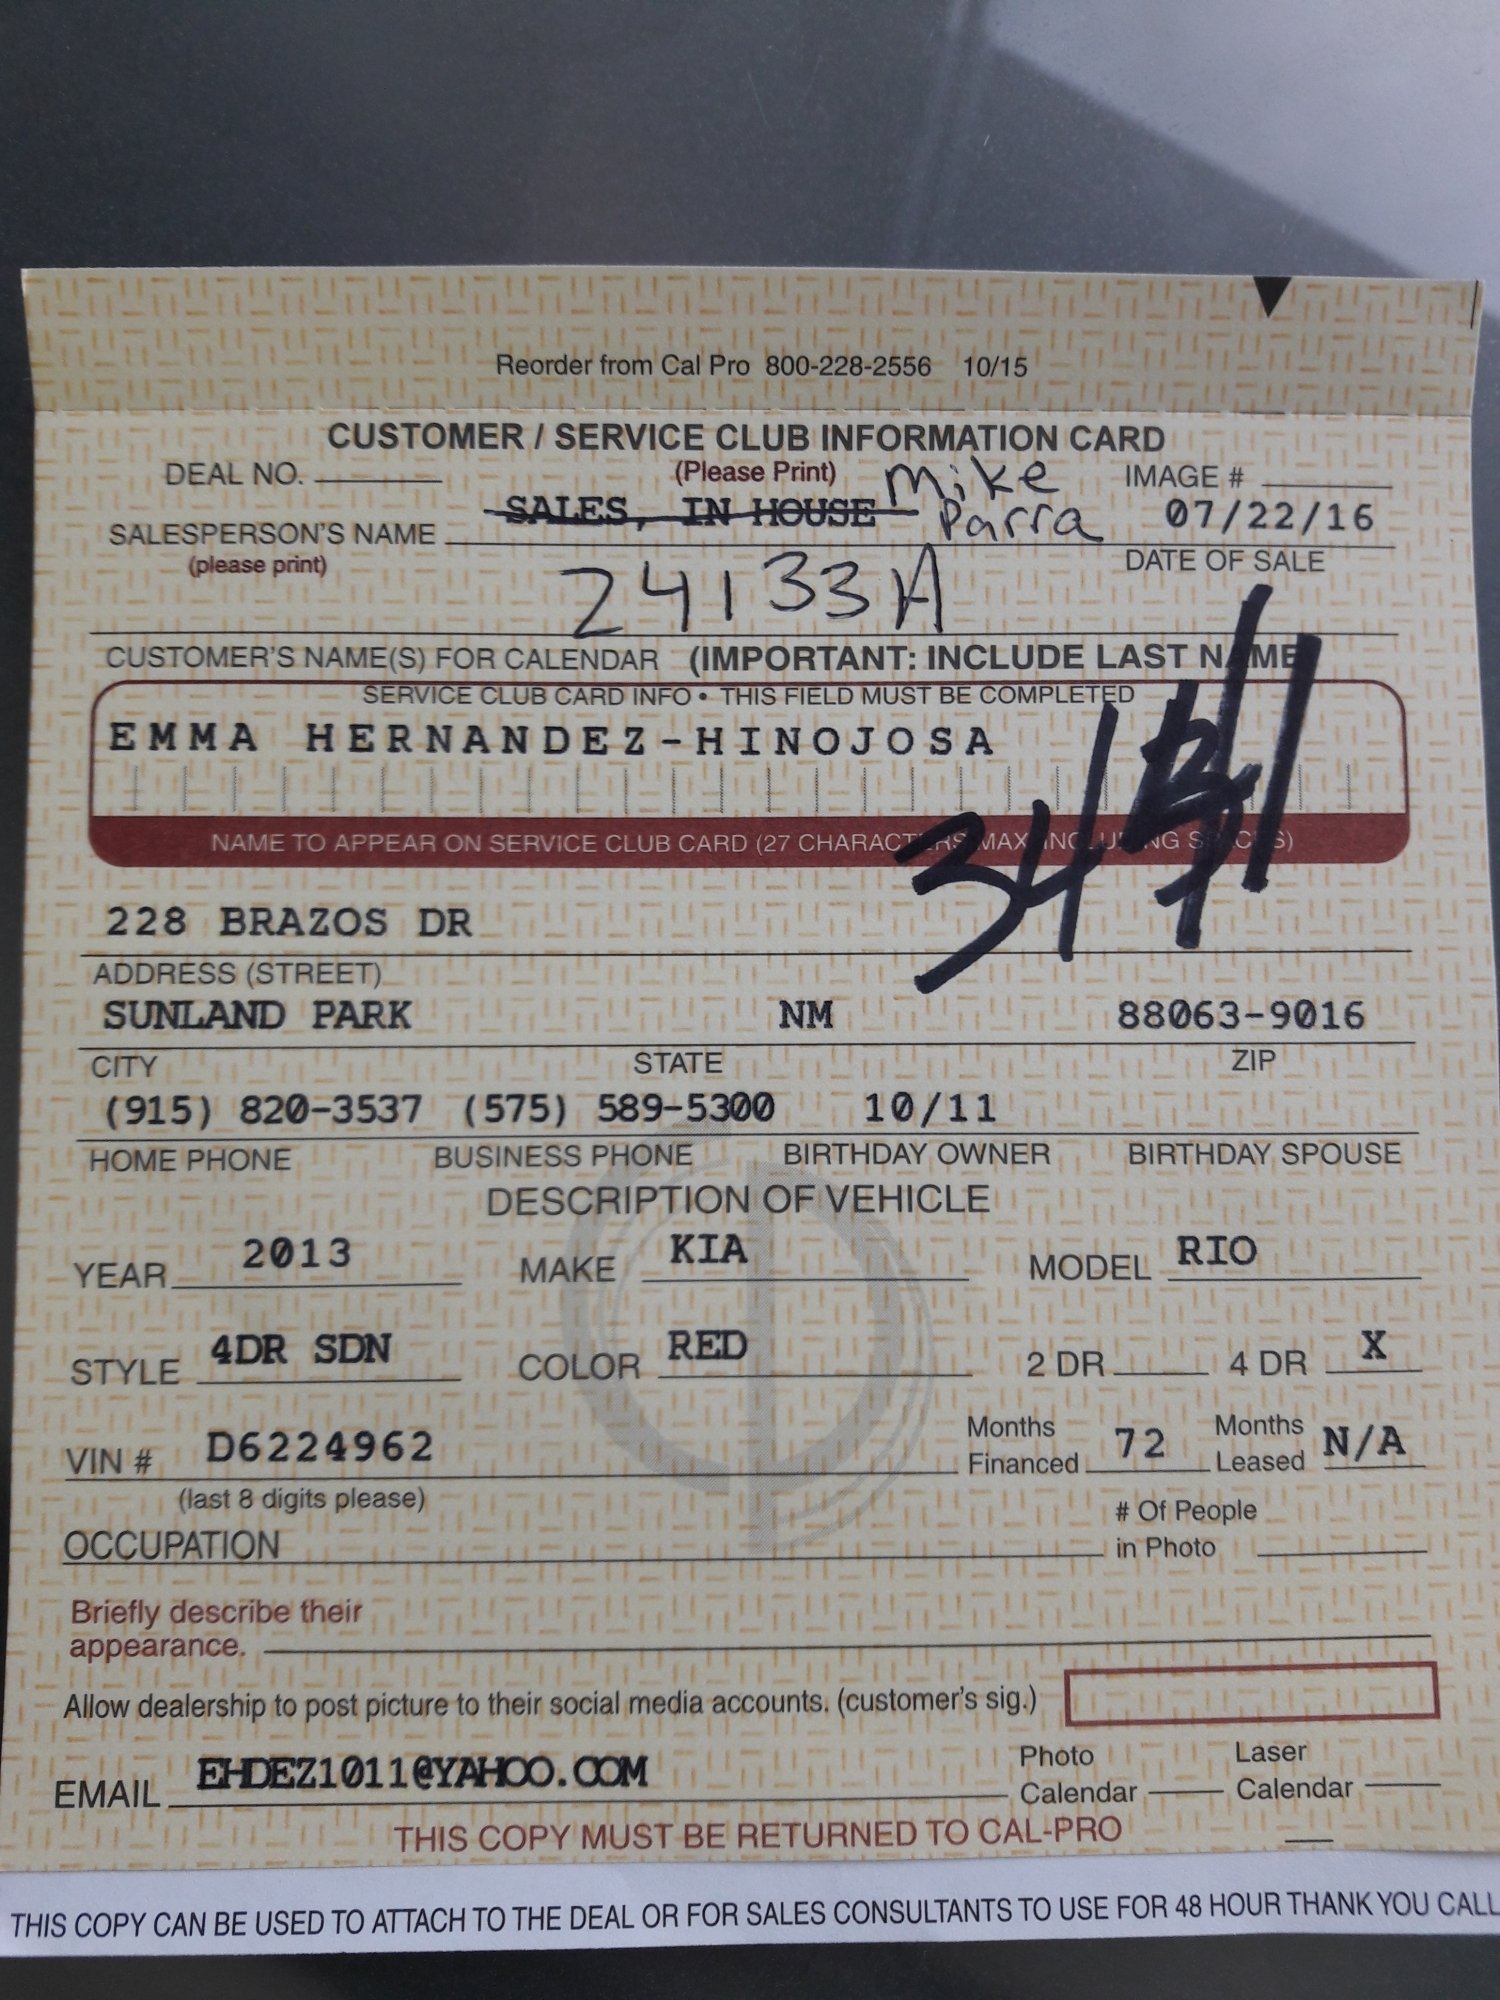 Reorder from Cal Pro 800-228-2556 10/15
CUSTOMER / SERVICE CLUB INFORMATION CARD
DEAL NO. (Please Print) Mike IMAGE #
SALES, IN HOUSE Parra 07/22/16
SALESPERSON'S NAME
(please print) DATE OF SALE
24133A
CUSTOMER'S NAME(S) FOR CALENDAR (IMPORTANT: INCLUDE LAST NAME
SERVICE CLUB CARD INFO • THIS FIELD MUST BE COMPLETED
EMMA HERNANDEZ-HINOJOSA
NAME TO APPEAR ON SERVICE CLUB CARD (27 CHARACTERS MAX INCLUDING SPACES)
228 BRAZOS DR
ADDRESS (STREET)
SUNLAND PARK NM 88063-9016
CITY STATE ZIP
(915) 820-3537 (575) 589-5300 10/11
HOME PHONE BUSINESS PHONE BIRTHDAY OWNER BIRTHDAY SPOUSE
DESCRIPTION OF VEHICLE
YEAR 2013 MAKE KIA MODEL RIO
STYLE 4DR SDN COLOR RED 2 DR 4 DR X
VIN # D6224962 Months Financed 72 Months Leased N/A
(last 8 digits please)
OCCUPATION # Of People in Photo
Briefly describe their
appearance.
Allow dealership to post picture to their social media accounts. (customer's sig.)
EMAIL EHDEZ1011@YAHOO.COM Photo Calendar Laser Calendar
THIS COPY MUST BE RETURNED TO CAL-PRO
THIS COPY CAN BE USED TO ATTACH TO THE DEAL OR FOR SALES CONSULTANTS TO USE FOR 48 HOUR THANK YOU CALL